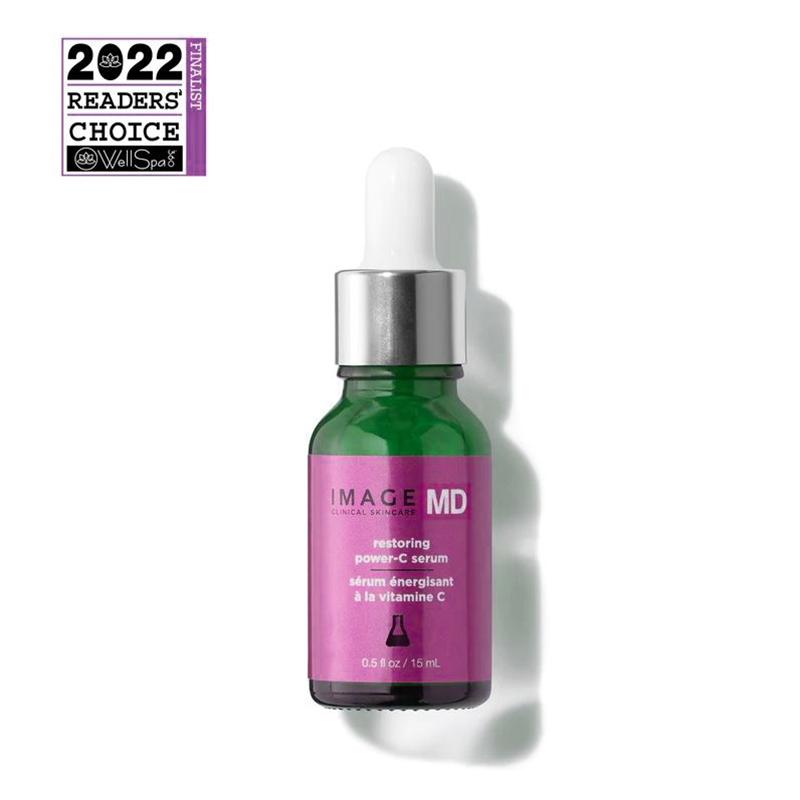 2022
READERS'
CHOICE
WellSpa 360
FINALIST
IMAGE MD
CLINICAL SKINCARE
restoring
power-C serum
sérum énergisant
à la vitamine C
0.5 fl oz / 15 mL